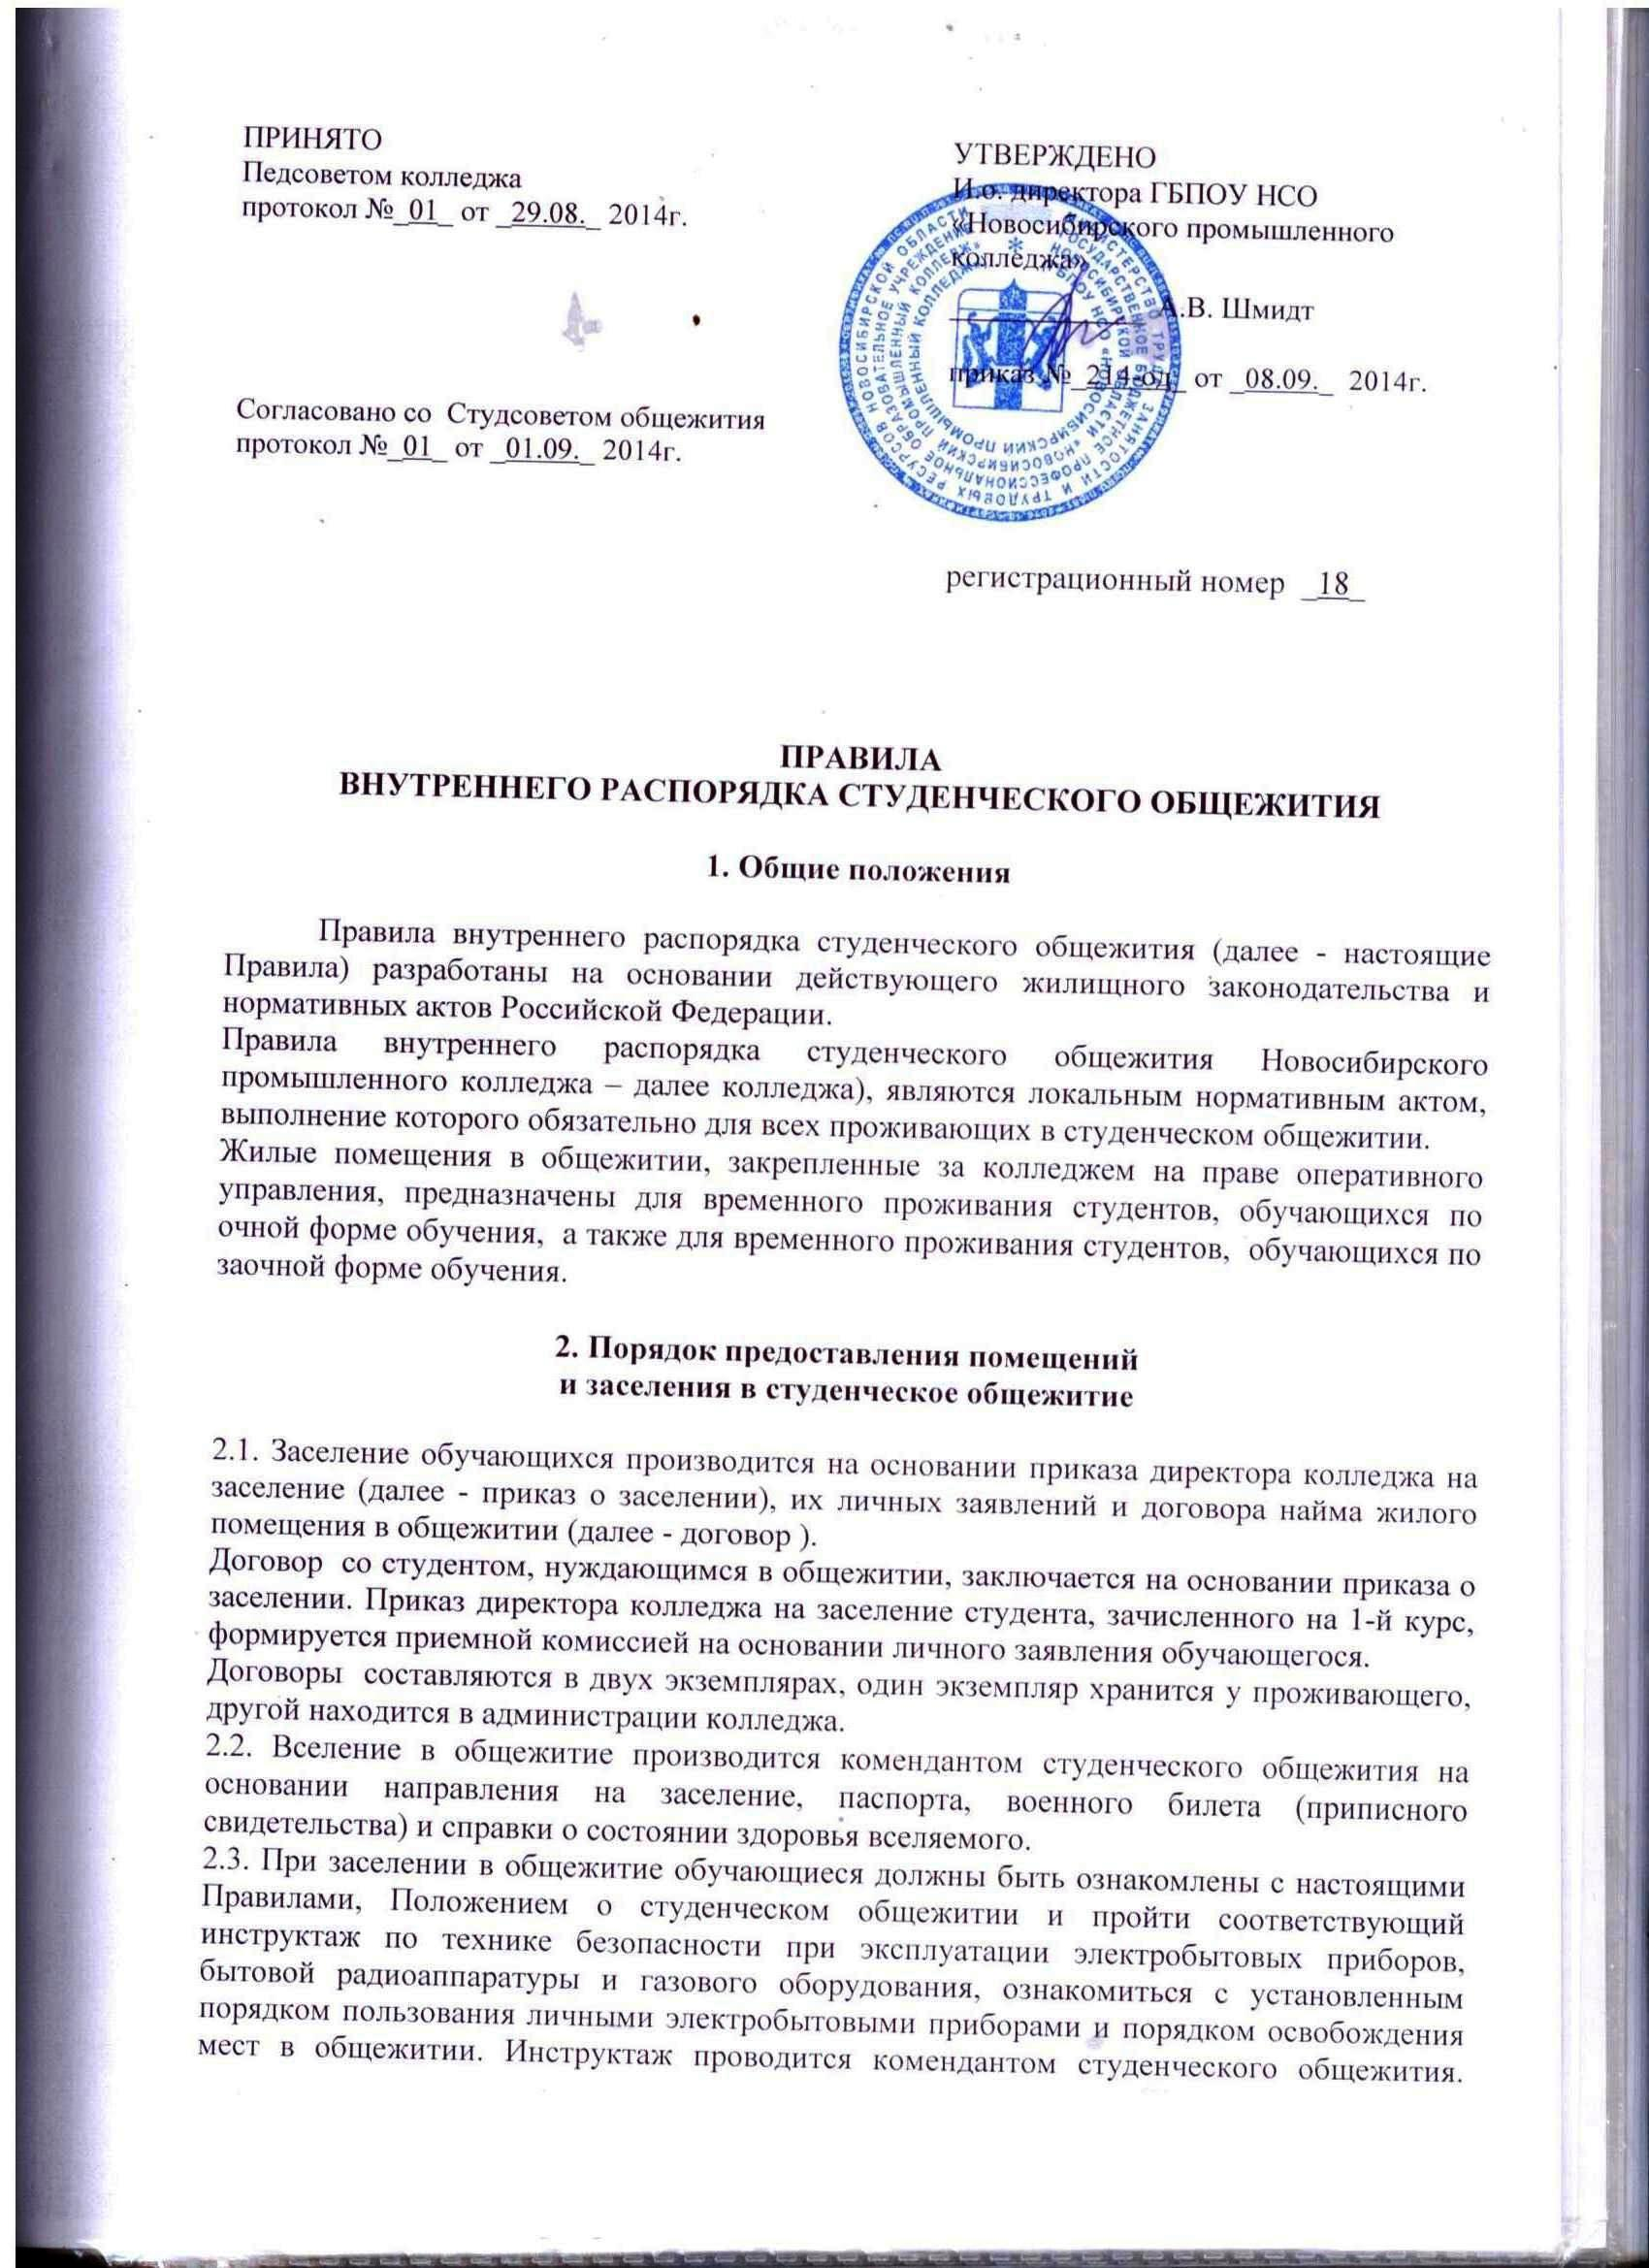 ПРИНЯТО
Педсоветом колледжа
протокол №_01_ от _29.08._ 2014г.
Согласовано со Студсоветом общежития
протокол №_01_ от _01.09._ 2014г.
УТВЕРЖДЕНО
И.о. директора ГБПОУ НСО
«Новосибирского промышленного
колледжа»
А.В. Шмидт
приказ №_214-од_ от _08.09._ 2014г.
регистрационный номер _18_
ПРАВИЛА
ВНУТРЕННЕГО РАСПОРЯДКА СТУДЕНЧЕСКОГО ОБЩЕЖИТИЯ
1. Общие положения
Правила внутреннего распорядка студенческого общежития (далее - настоящие
Правила) разработаны на основании действующего жилищного законодательства и
нормативных актов Российской Федерации.
Правила внутреннего распорядка студенческого общежития Новосибирского
промышленного колледжа – далее колледжа), являются локальным нормативным актом,
выполнение которого обязательно для всех проживающих в студенческом общежитии.
Жилые помещения в общежитии, закрепленные за колледжем на праве оперативного
управления, предназначены для временного проживания студентов, обучающихся по
очной форме обучения, а также для временного проживания студентов, обучающихся по
заочной форме обучения.
2. Порядок предоставления помещений
и заселения в студенческое общежитие
2.1. Заселение обучающихся производится на основании приказа директора колледжа на
заселение (далее - приказ о заселении), их личных заявлений и договора найма жилого
помещения в общежитии (далее - договор ).
Договор со студентом, нуждающимся в общежитии, заключается на основании приказа о
заселении. Приказ директора колледжа на заселение студента, зачисленного на 1-й курс,
формируется приемной комиссией на основании личного заявления обучающегося.
Договоры составляются в двух экземплярах, один экземпляр хранится у проживающего,
другой находится в администрации колледжа.
2.2. Вселение в общежитие производится комендантом студенческого общежития на
основании направления на заселение, паспорта, военного билета (приписного
свидетельства) и справки о состоянии здоровья вселяемого.
2.3. При заселении в общежитие обучающиеся должны быть ознакомлены с настоящими
Правилами, Положением о студенческом общежитии и пройти соответствующий
инструктаж по технике безопасности при эксплуатации электробытовых приборов,
бытовой радиоаппаратуры и газового оборудования, ознакомиться с установленным
порядком пользования личными электробытовыми приборами и порядком освобождения
мест в общежитии. Инструктаж проводится комендантом студенческого общежития.